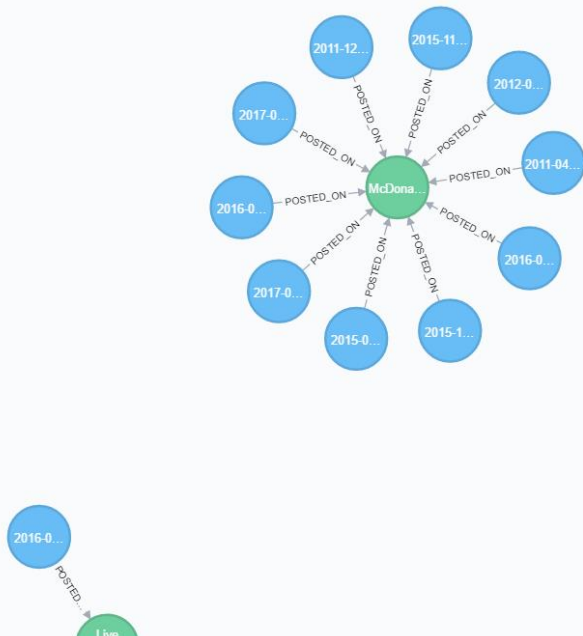 2011-12...
2015-11...
2012-0...
2017-0...
POSTED_ON
POSTED_ON
POSTED_ON
POSTED_ON
2011-04...
McDona...
POSTED_ON
2016-0...
POSTED_ON
POSTED_ON
2016-0...
POSTED_ON
2017-0...
POSTED_ON
POSTED_ON
2015-0...
2015-1...
2016-0...
POSTED...
Live